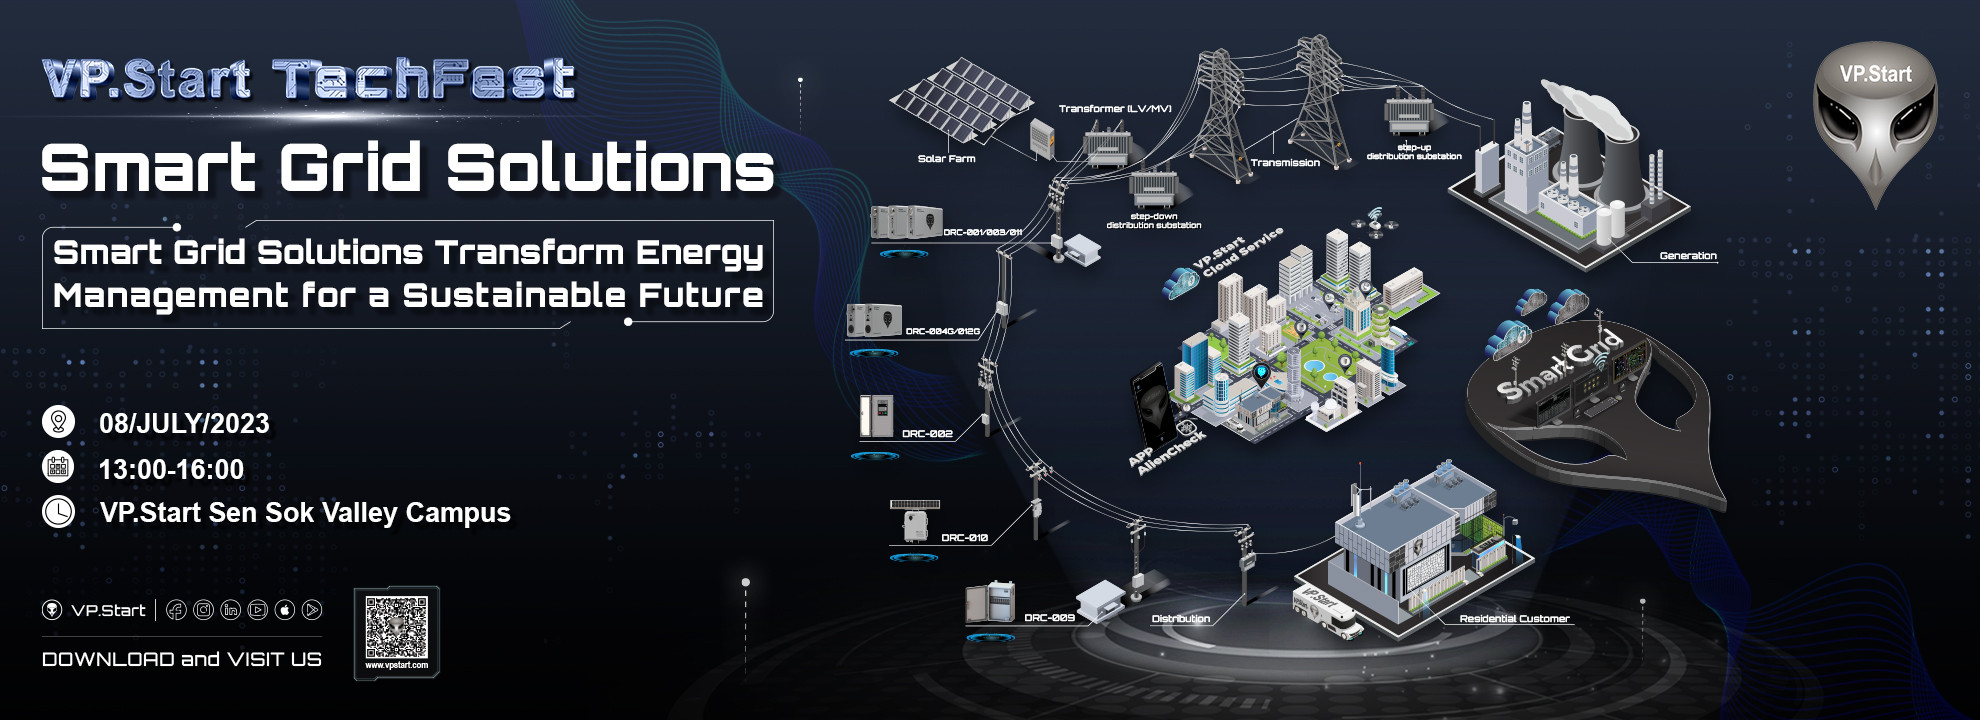 VP.Start TechFest
Smart Grid Solutions
Smart Grid Solutions Transform Energy
Management for a Sustainable Future
08/JULY/2023
13:00-16:00
VP.Start Sen Sok Valley Campus
VP.Start
DOWNLOAD and VISIT US
www.vpstart.com
Solar Farm
Transformer (LV/MV)
step-down
distribution substation
Transmission
step-up
distribution substation
Generation
DRC-001/003/011
DRC-004G/012G
DRC-002
DRC-010
DRC-009
Distribution
Residential Customer
VP.Start
Cloud Service
APP
AlienCheck
Smart Grid
VP.Start
VP.Start